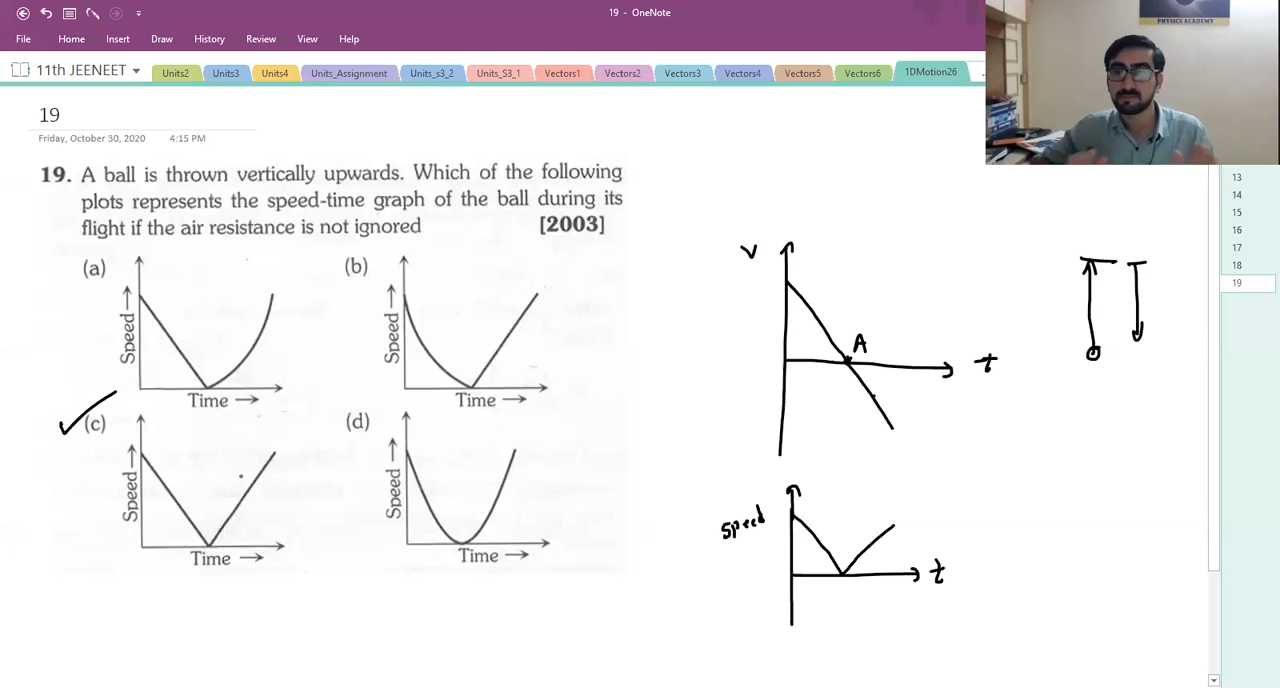 19 - OneNote
File Home Insert Draw History Review View Help
PHYSICS ACADEMY
11th JEENEET
Units2 Units3 Units4 Units_Assignment Units_s3_2 Units_S3_1 Vectors1 Vectors2 Vectors3 Vectors4 Vectors5 Vectors6 1DMotion26
19
Friday, October 30, 2020 4:15 PM
19. A ball is thrown vertically upwards. Which of the following
plots represents the speed-time graph of the ball during its
flight if the air resistance is not ignored [2003]
(a) (b)
Speed→ Speed→
Time → Time →
(c) (d)
Speed → Speed →
Time → Time →
v
A
t
speed
t
13
14
15
16
17
18
19